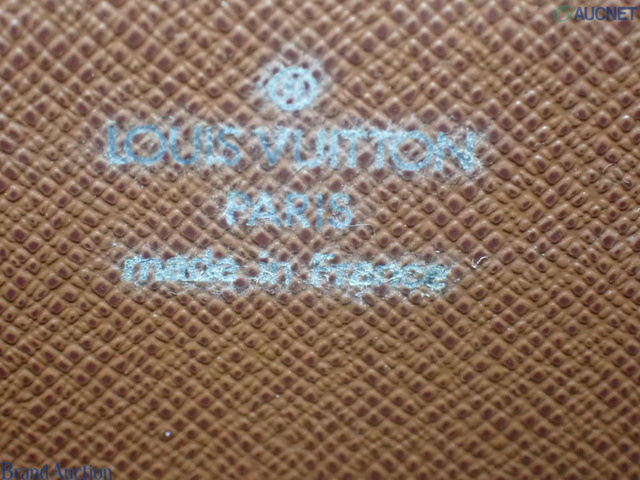 AUCNET
LOUIS VUITTON
PARIS
made in France
Brand Auction